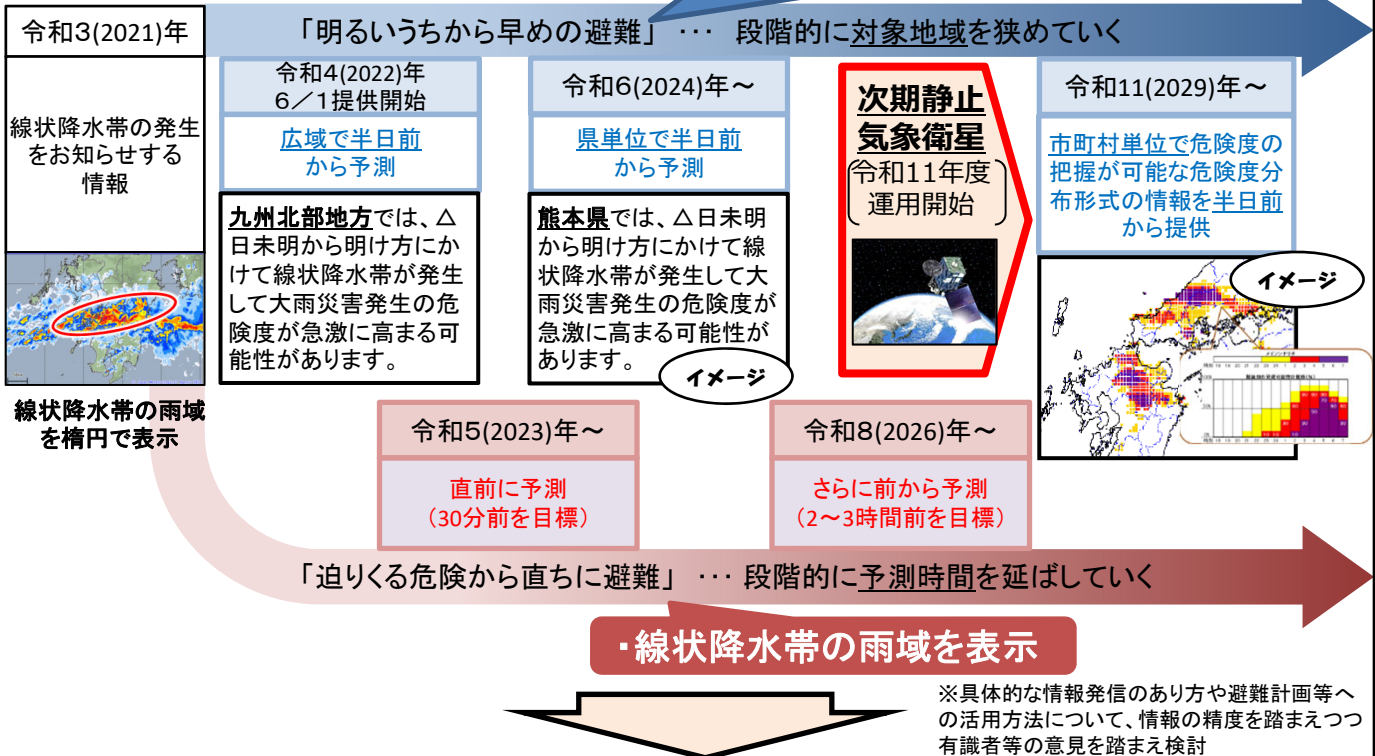 「明るいうちから早めの避難」 ･･･ 段階的に対象地域を狭めていく
令和3(2021)年
線状降水帯の発生
をお知らせする
情報
線状降水帯の雨域
を楕円で表示
令和4(2022)年
6／1提供開始
広域で半日前
から予測
九州北部地方では、△
日未明から明け方にか
けて線状降水帯が発生
して大雨災害発生の危
険度が急激に高まる可
能性があります。
令和6(2024)年～
県単位で半日前
から予測
熊本県では、△日未明
から明け方にかけて線
状降水帯が発生して大
雨災害発生の危険度が
急激に高まる可能性が
あります。
イメージ
次期静止
気象衛星
令和11年度
運用開始
令和11(2029)年～
市町村単位で危険度の
把握が可能な危険度分
布形式の情報を半日前
から提供
イメージ
令和5(2023)年～
直前に予測
（30分前を目標）
令和8(2026)年～
さらに前から予測
（2～3時間前を目標）
「迫りくる危険から直ちに避難」 ･･･ 段階的に予測時間を延ばしていく
・線状降水帯の雨域を表示
※具体的な情報発信のあり方や避難計画等へ
の活用方法について、情報の精度を踏まえつつ
有識者等の意見を踏まえ検討